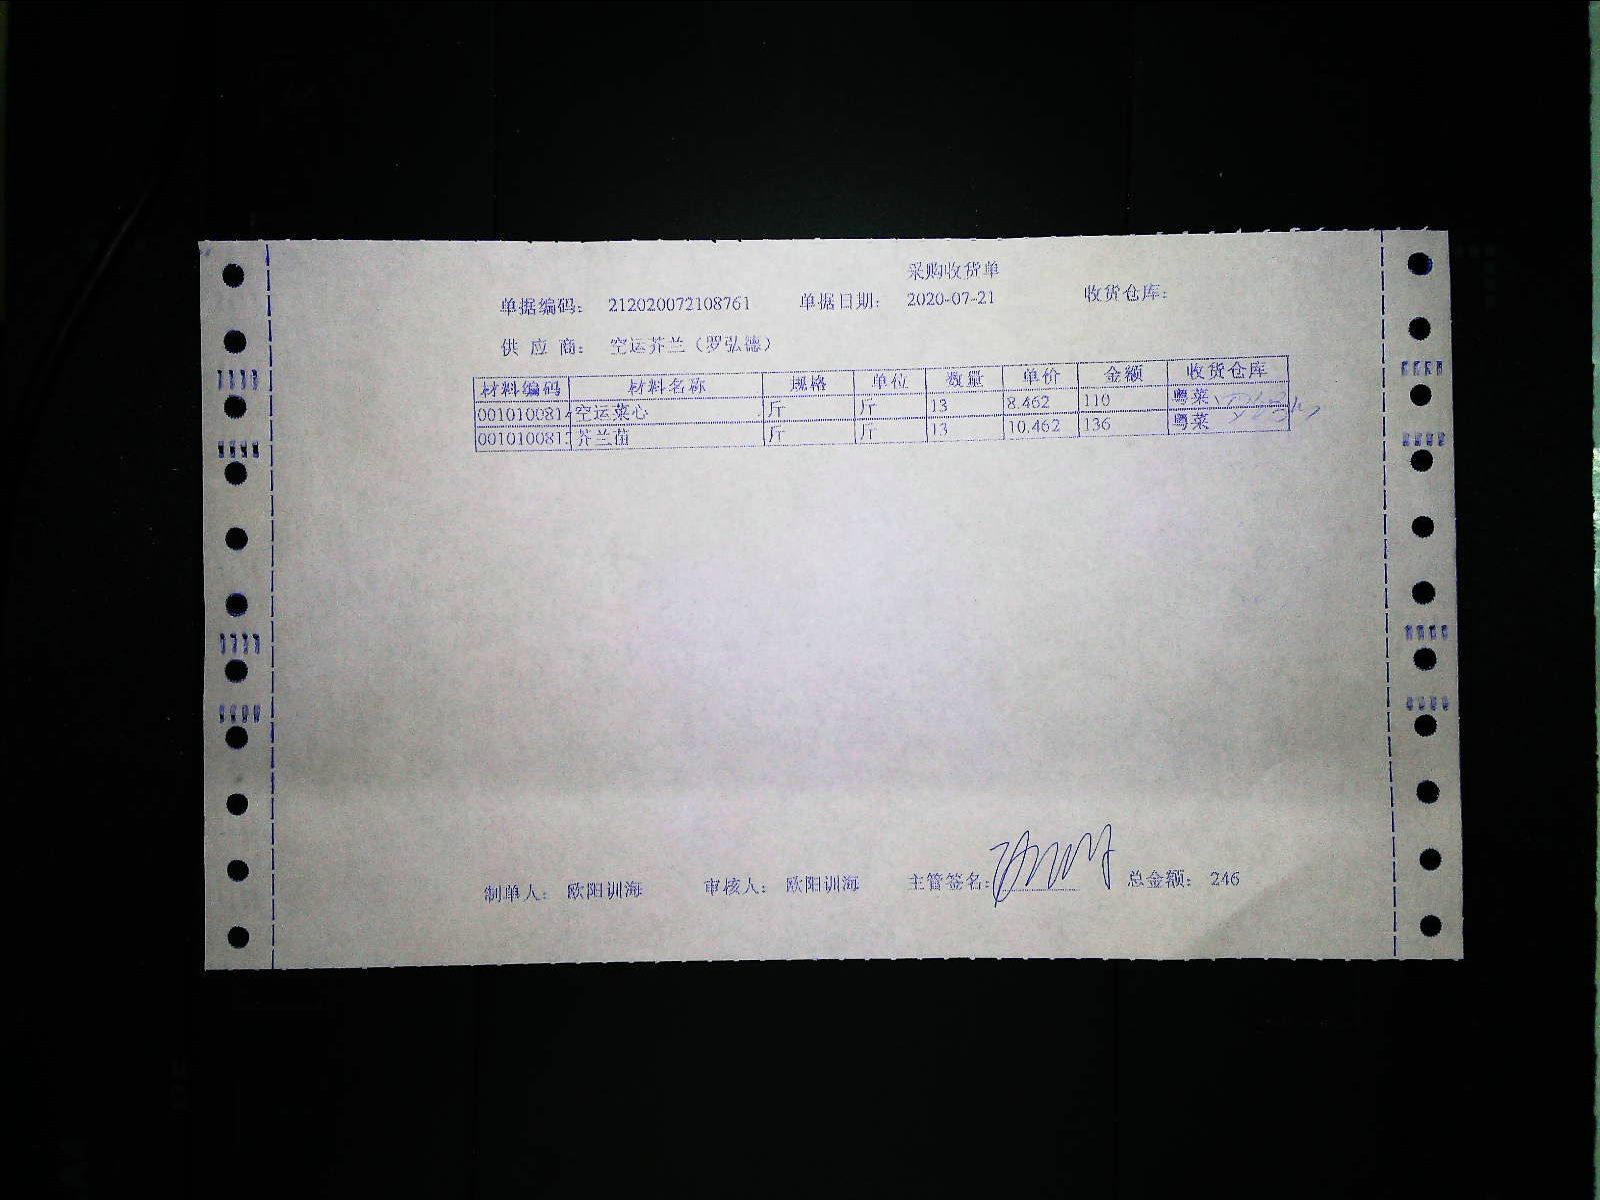 采购收货单
单据编码: 212020072108761 单据日期: 2020-07-21 收货仓库:
供 应 商: 空运芥兰（罗弘德）
材料编码 材料名称 规格 单位 数量 单价 金额 收货仓库
001010081 空运菜心 斤 斤 13 8.462 110 粤菜
001010081 芥兰苗 斤 斤 13 10.462 136 粤菜
制单人: 欧阳训海 审核人: 欧阳训海 主管签名: 总金额: 246